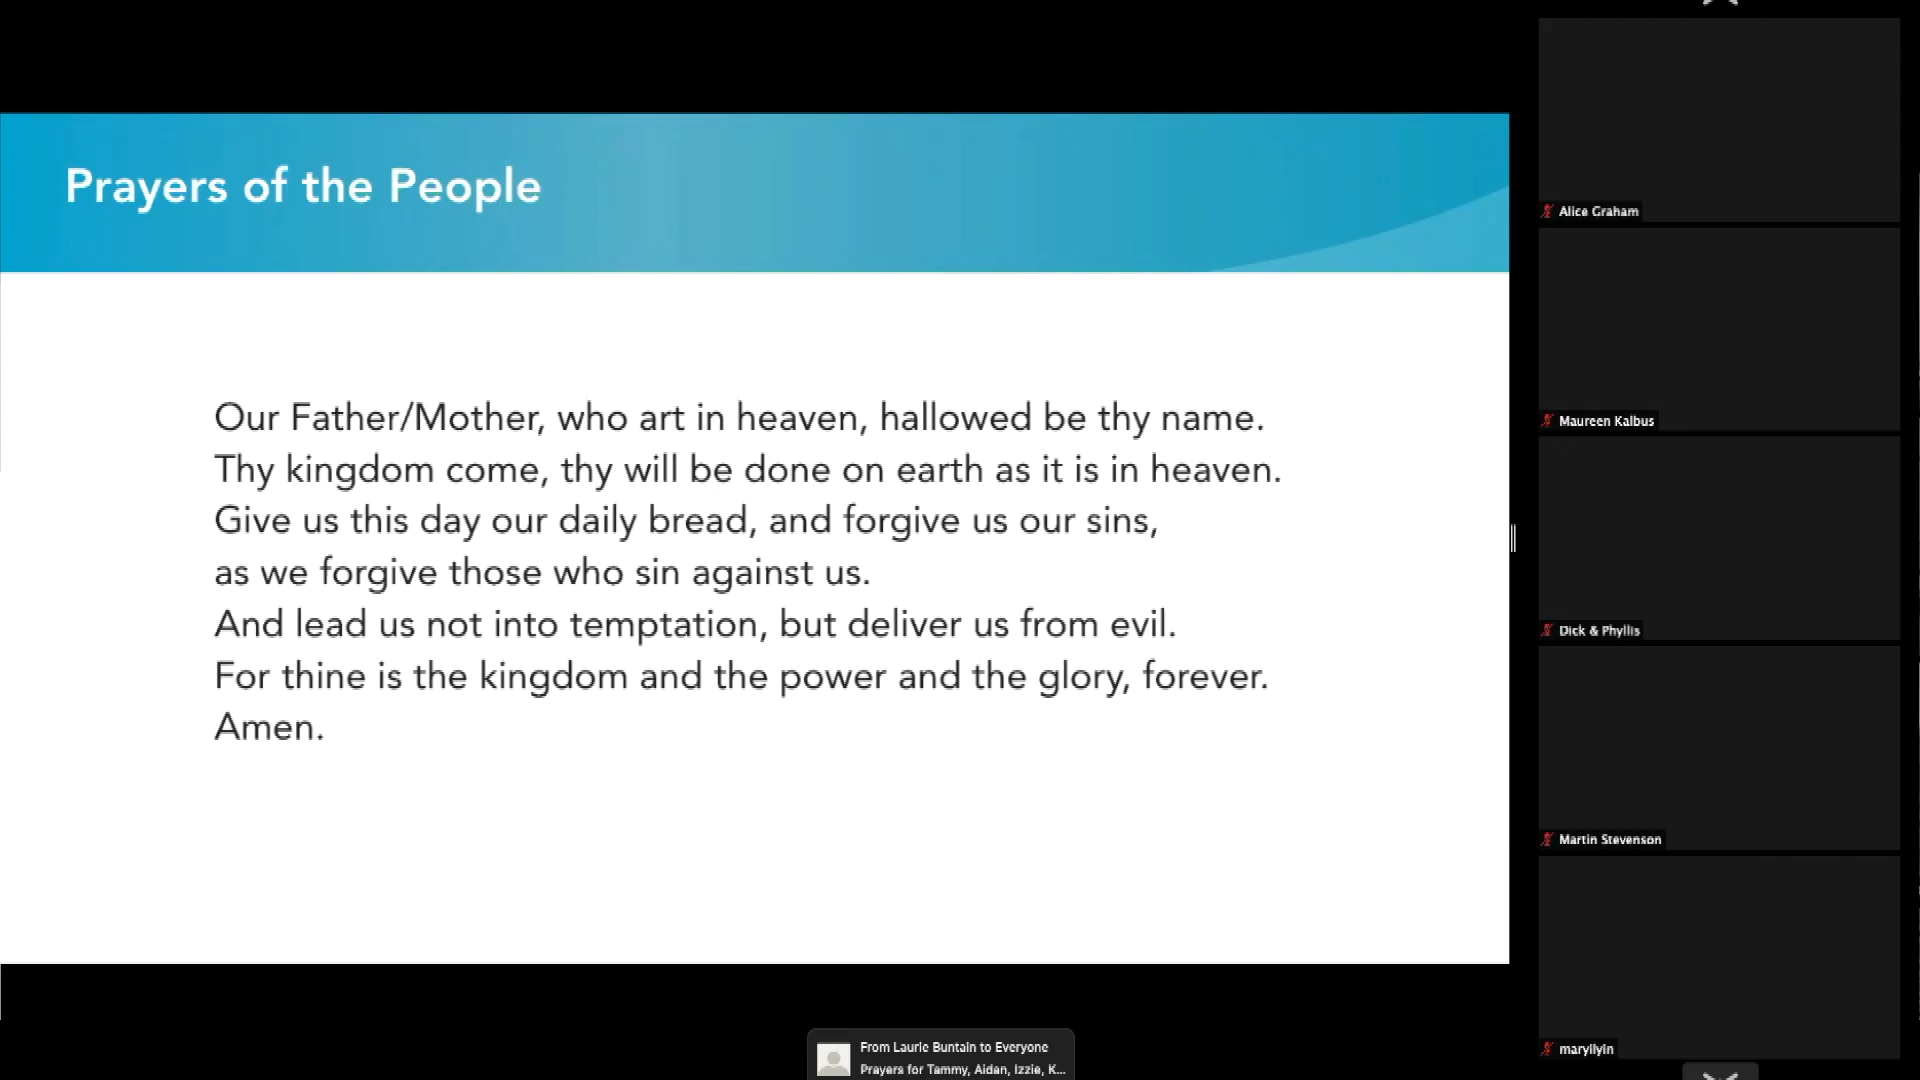 Prayers of the People
Our Father/Mother, who art in heaven, hallowed be thy name.
Thy kingdom come, thy will be done on earth as it is in heaven.
Give us this day our daily bread, and forgive us our sins,
as we forgive those who sin against us.
And lead us not into temptation, but deliver us from evil.
For thine is the kingdom and the power and the glory, forever.
Amen.
Alice Graham
Maureen Kalbus
Dick & Phyllis
Martin Stevenson
maryllyin
From Laurie Buntain to Everyone
Prayers for Tammy, Aidan, Izzie, K...